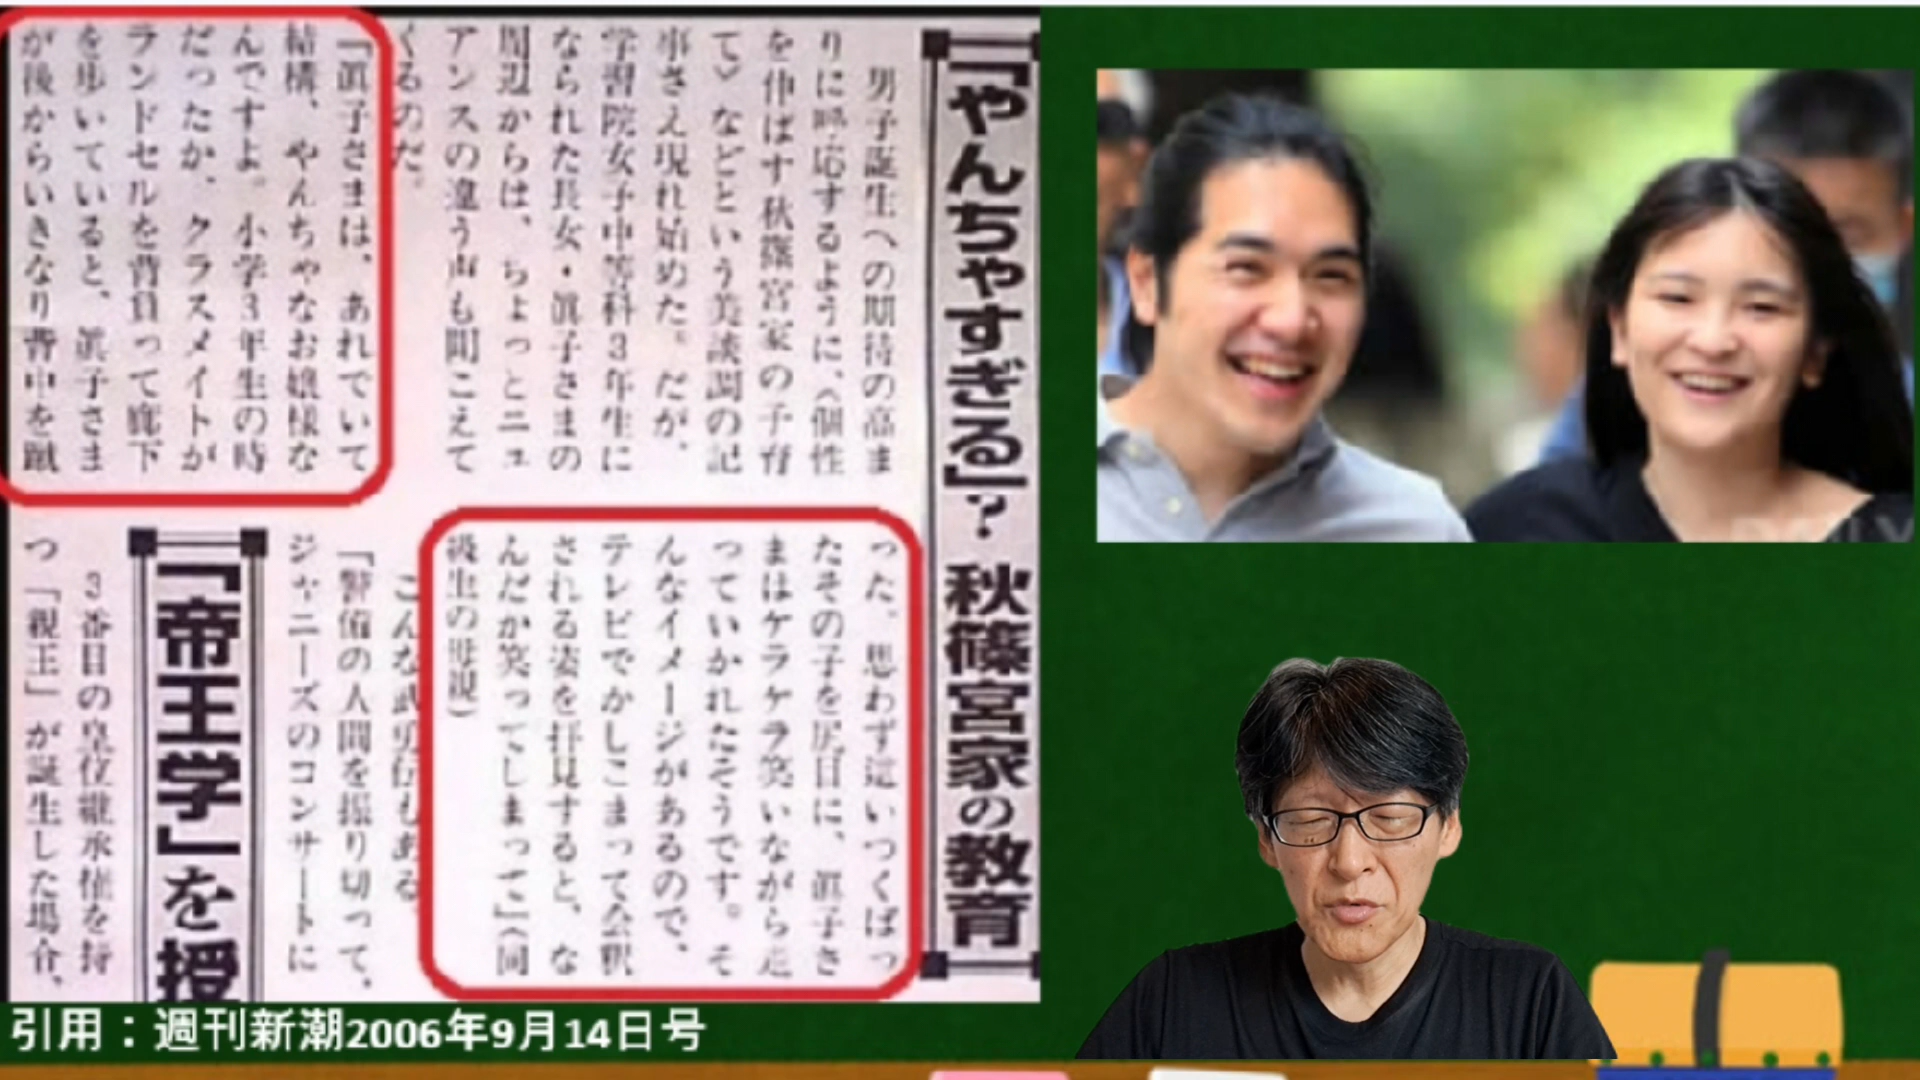 「やんちゃすぎる」？ 秋篠宮家の教育
男子誕生への期待の高ま
りに呼応するように、〈個性
を伸ばす秋篠宮家の子育
て〉などという美談調の記
事さえ現れ始めた。だが、
学習院女子中等科3年生に
なられた長女・眞子さまの
周辺からは、ちょっとニュ
アンスの違う声も聞こえて
くるのだ。
「眞子さまは、あれでいて
結構、やんちゃなお嬢様な
んですよ。小学3年生の時
だったか、クラスメイトが
ランドセルを背負って廊下
を歩いていると、眞子さま
が後からいきなり背中を蹴
った。思わず這いつくばっ
たその子を尻目に、眞子さ
まはケラケラ笑いながら走
っていかれたそうです。そ
んなイメージがあるので、
テレビでかしこまって会釈
される姿を拝見すると、な
んだか笑ってしまって」（同
級生の母親）
こんな武勇伝もある。
「警備の人間を振り切って、
ジャニーズのコンサートに
「帝王学」を授
3番目の皇位継承権を持
つ「親王」が誕生した場合、
引用：週刊新潮2006年9月14日号